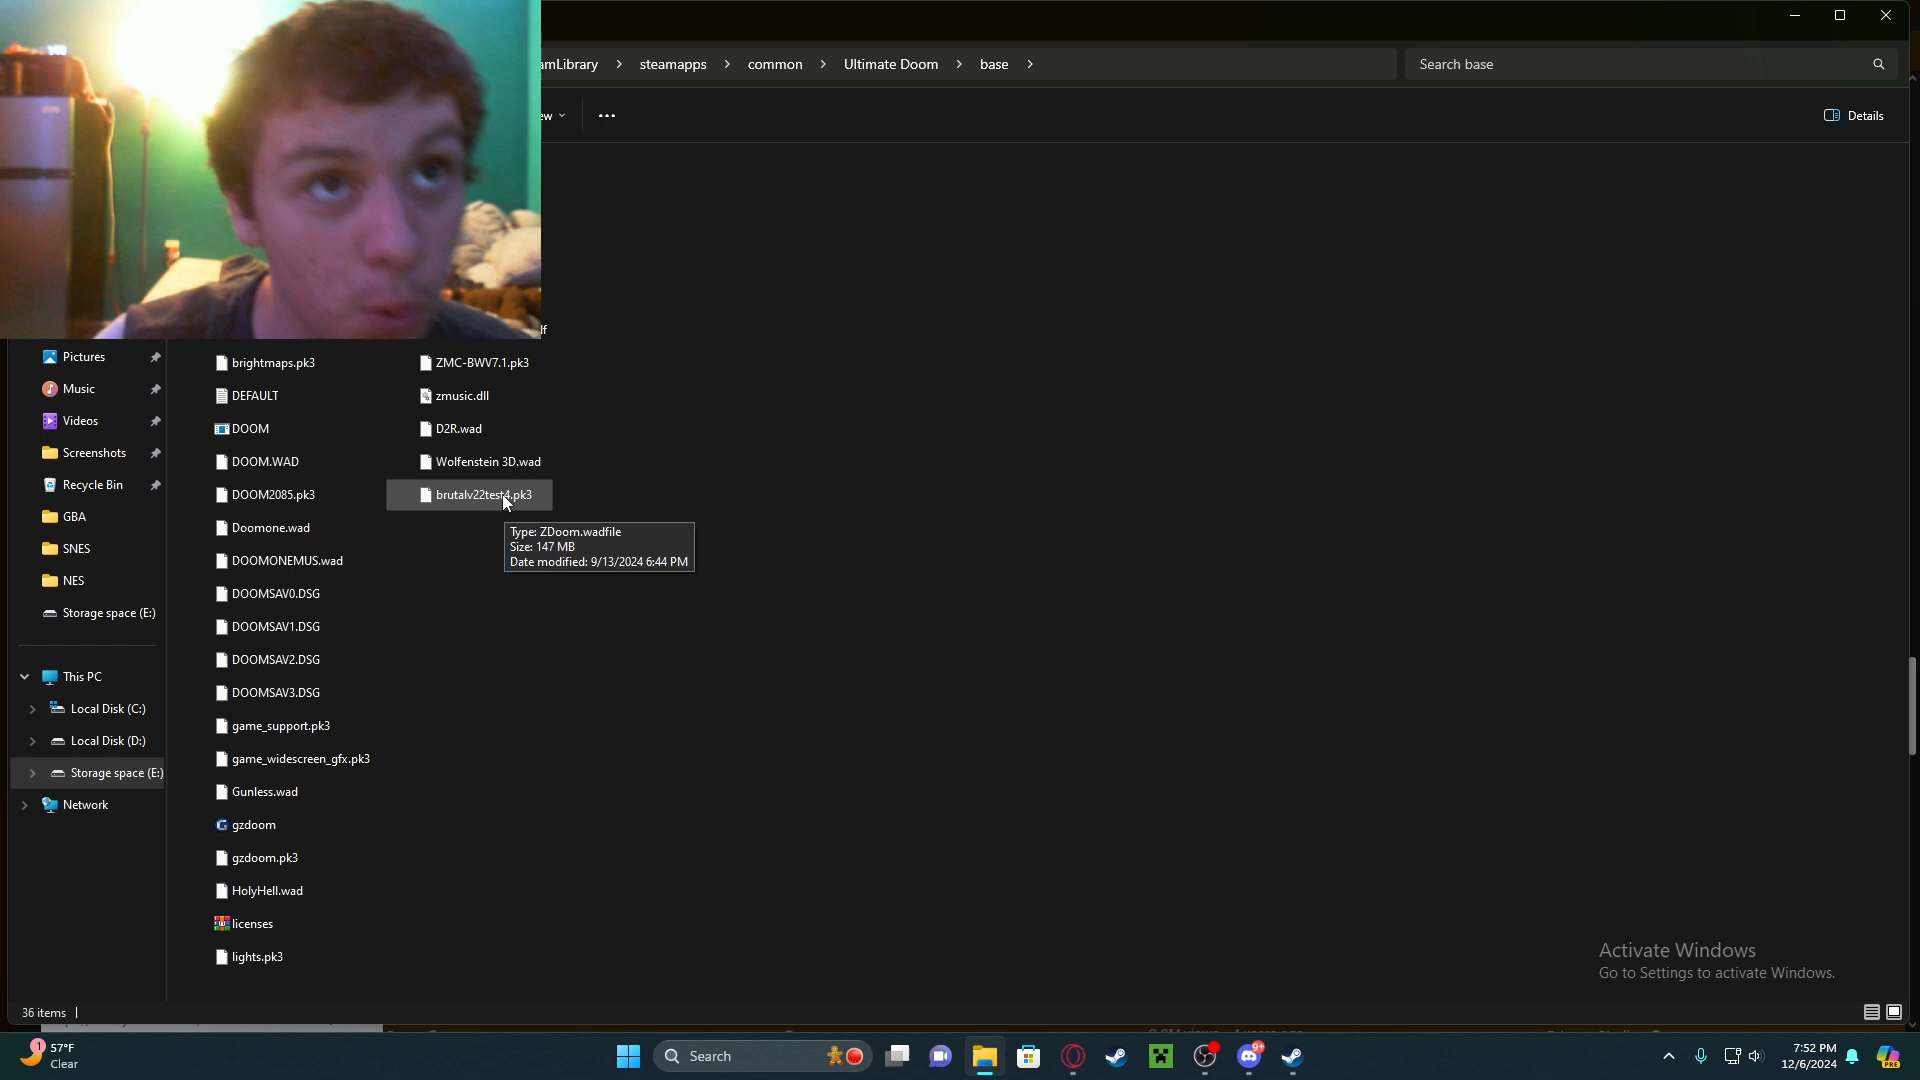 amLibrary > steamapps > common > Ultimate Doom > base >
Search base
ew
Details
lf
Pictures
Music
Videos
Screenshots
Recycle Bin
GBA
SNES
NES
Storage space (E:)
This PC
Local Disk (C:)
Local Disk (D:)
Storage space (E:)
Network
brightmaps.pk3
DEFAULT
DOOM
DOOM.WAD
DOOM2085.pk3
Doomone.wad
DOOMONEMUS.wad
DOOMSAV0.DSG
DOOMSAV1.DSG
DOOMSAV2.DSG
DOOMSAV3.DSG
game_support.pk3
game_widescreen_gfx.pk3
Gunless.wad
gzdoom
gzdoom.pk3
HolyHell.wad
licenses
lights.pk3
ZMC-BWV7.1.pk3
zmusic.dll
D2R.wad
Wolfenstein 3D.wad
brutalv22test4.pk3
Type: ZDoom.wadfile
Size: 147 MB
Date modified: 9/13/2024 6:44 PM
Activate Windows
Go to Settings to activate Windows.
36 items
1
57°F
Clear
Search
9+
7:52 PM
12/6/2024
PRE